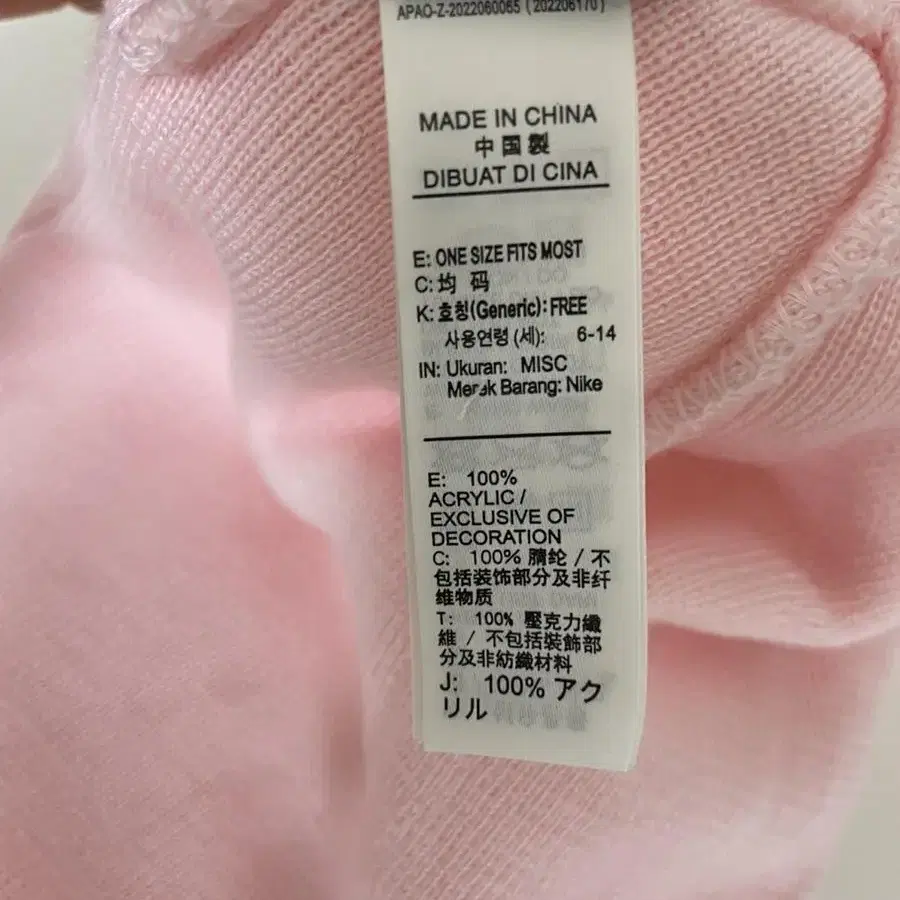 APAO-Z-2022060065 (202206170)
MADE IN CHINA
中国製
DIBUAT DI CINA
E: ONE SIZE FITS MOST
C: 均 码
K: 호칭(Generic): FREE
사용연령 (세): 6-14
IN: Ukuran: MISC
Merek Barang: Nike
E: 100%
ACRYLIC /
EXCLUSIVE OF
DECORATION
C: 100% 腈纶 / 不
包括装饰部分及非纤
维物质
T: 100% 壓克力纖
維 / 不包括裝飾部
分及非紡織材料
J: 100% アク
リル